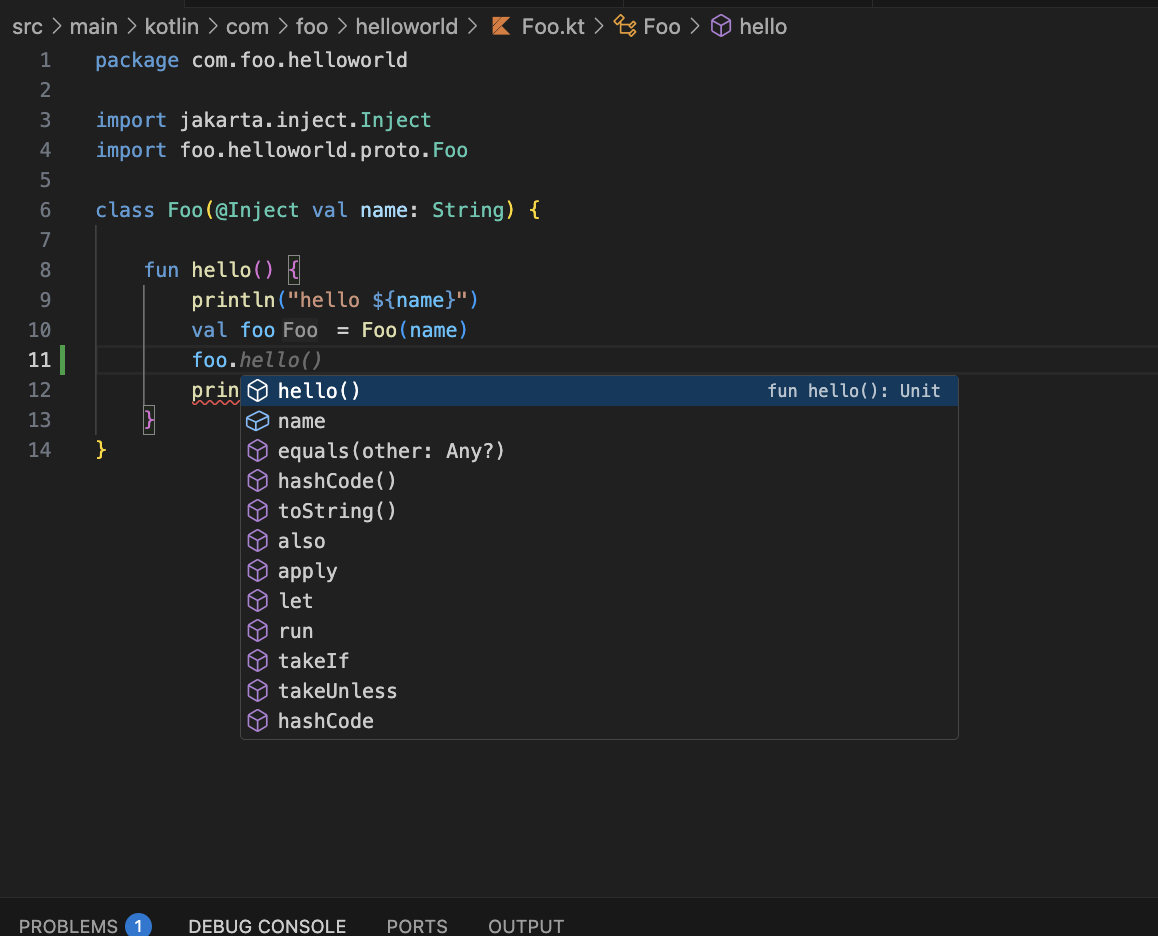 src > main > kotlin > com > foo > helloworld > Foo.kt > Foo > hello
1 package com.foo.helloworld
2
3 import jakarta.inject.Inject
4 import foo.helloworld.proto.Foo
5
6 class Foo(@Inject val name: String) {
7
8 fun hello() {
9 println("hello ${name}")
10 val foo Foo = Foo(name)
11 foo.hello()
12 prin
hello() fun hello(): Unit
13 }
name
14 }
equals(other: Any?)
hashCode()
toString()
also
apply
let
run
takeIf
takeUnless
hashCode
PROBLEMS 1 DEBUG CONSOLE PORTS OUTPUT